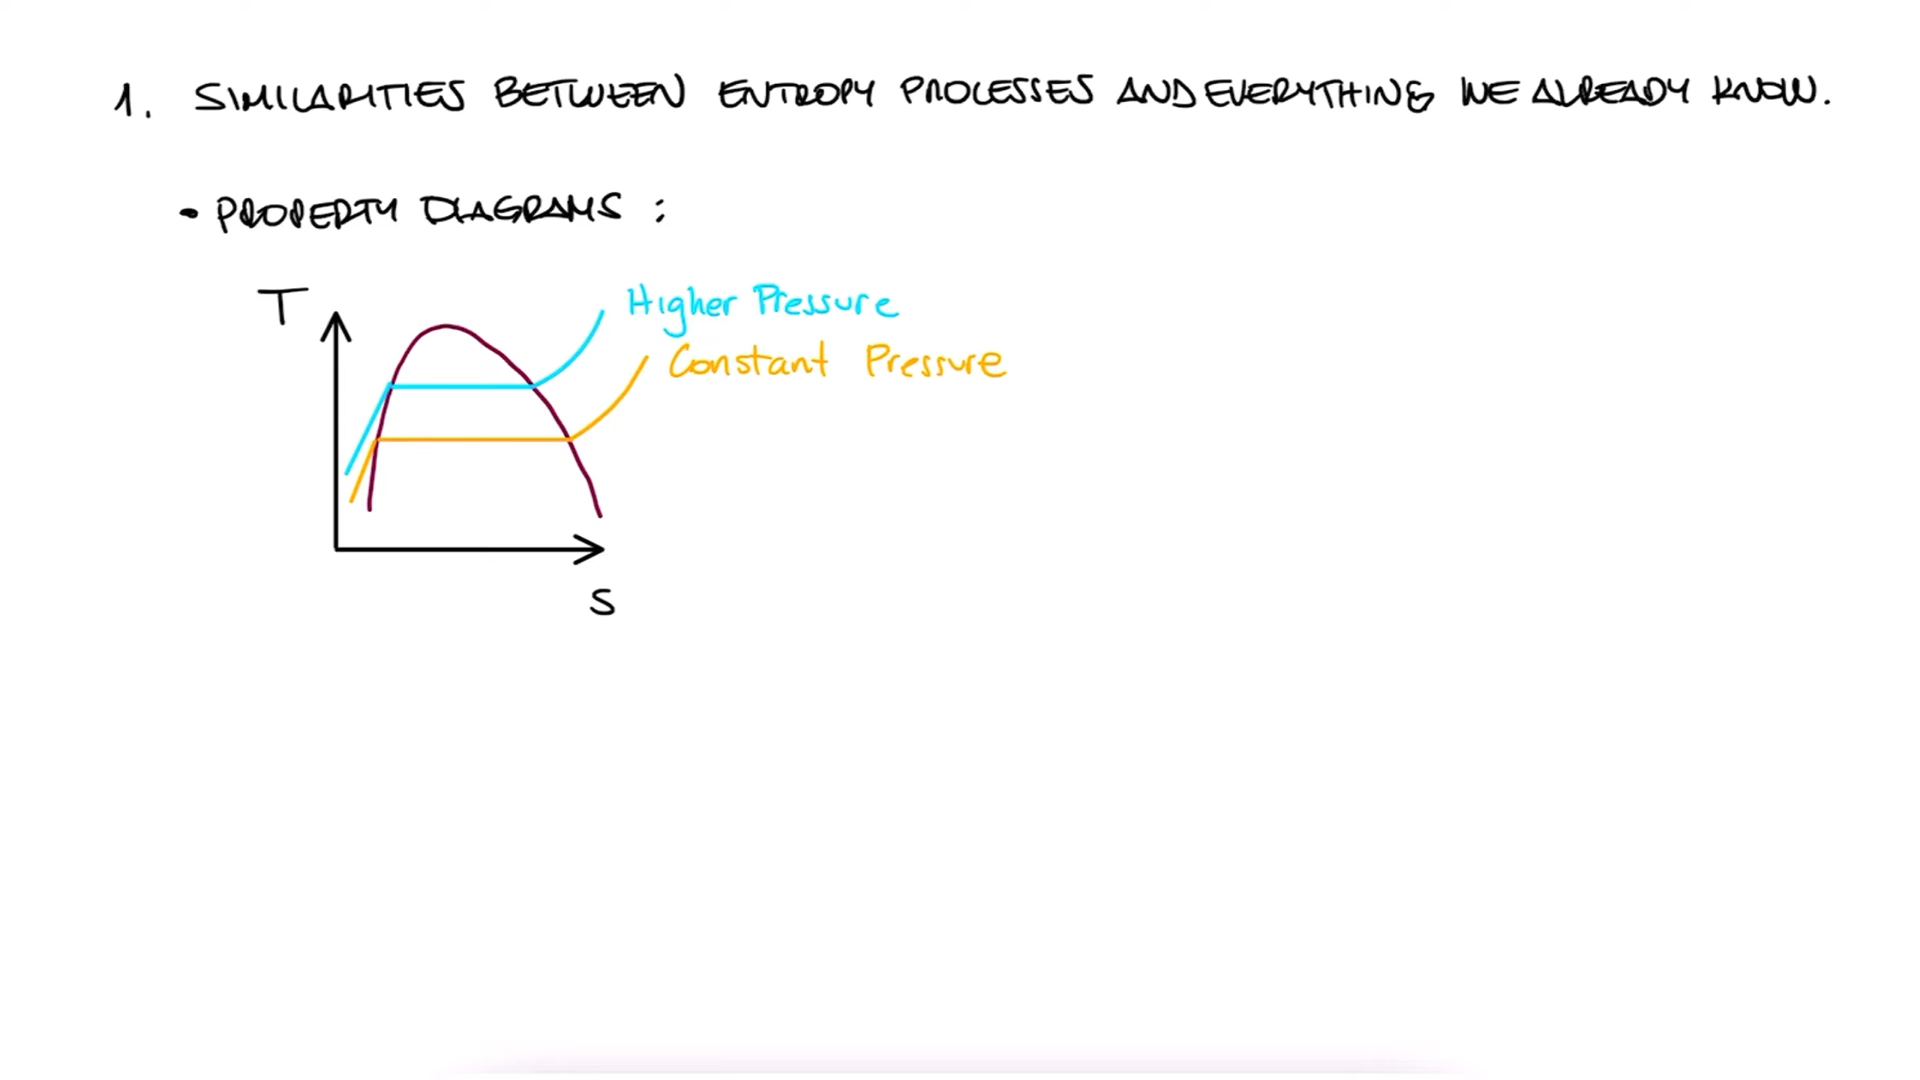 1. SIMILARITIES BETWEEN ENTROPY PROCESSES AND EVERYTHING WE ALREADY KNOW.
• PROPERTY DIAGRAMS :
T
Higher Pressure
Constant Pressure
s